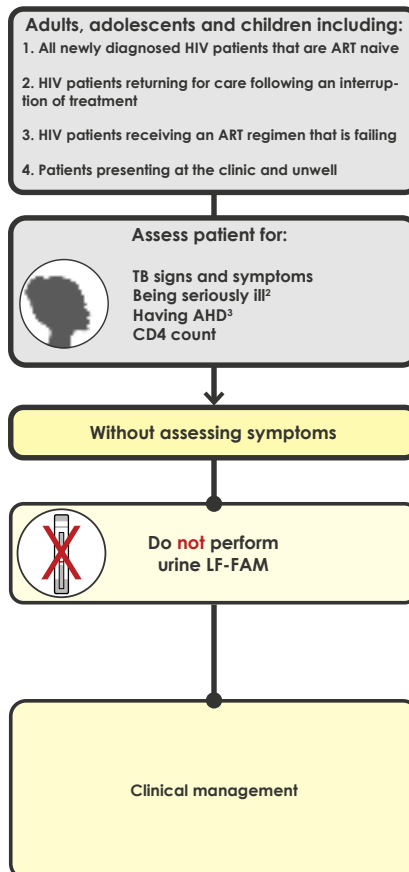 Adults, adolescents and children including:
1. All newly diagnosed HIV patients that are ART naive
2. HIV patients returning for care following an interrup-
tion of treatment
3. HIV patients receiving an ART regimen that is failing
4. Patients presenting at the clinic and unwell
Assess patient for:
TB signs and symptoms
Being seriously ill²
Having AHD³
CD4 count
Without assessing symptoms
Do not perform
urine LF-FAM
Clinical management